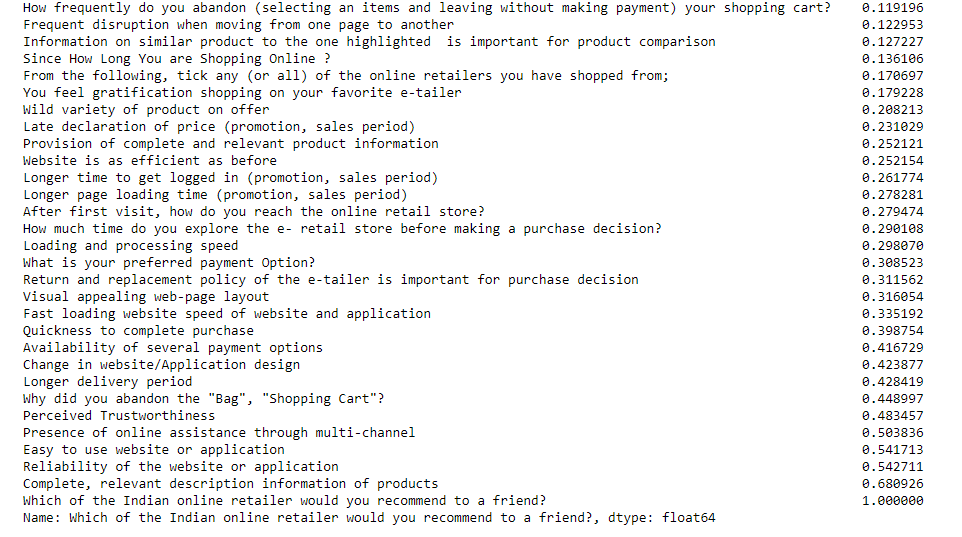 How frequently do you abandon (selecting an items and leaving without making payment) your shopping cart? 0.119196
Frequent disruption when moving from one page to another 0.122953
Information on similar product to the one highlighted  is important for product comparison 0.127227
Since How Long You are Shopping Online ? 0.136106
From the following, tick any (or all) of the online retailers you have shopped from; 0.170697
You feel gratification shopping on your favorite e-tailer 0.179228
Wild variety of product on offer 0.208213
Late declaration of price (promotion, sales period) 0.231029
Provision of complete and relevant product information 0.252121
Website is as efficient as before 0.252154
Longer time to get logged in (promotion, sales period) 0.261774
Longer page loading time (promotion, sales period) 0.278281
After first visit, how do you reach the online retail store? 0.279474
How much time do you explore the e- retail store before making a purchase decision? 0.290108
Loading and processing speed 0.298070
What is your preferred payment Option? 0.308523
Return and replacement policy of the e-tailer is important for purchase decision 0.311562
Visual appealing web-page layout 0.316054
Fast loading website speed of website and application 0.335192
Quickness to complete purchase 0.398754
Availability of several payment options 0.416729
Change in website/Application design 0.423877
Longer delivery period 0.428419
Why did you abandon the "Bag", "Shopping Cart"? 0.448997
Perceived Trustworthiness 0.483457
Presence of online assistance through multi-channel 0.503836
Easy to use website or application 0.541713
Reliability of the website or application 0.542711
Complete, relevant description information of products 0.680926
Which of the Indian online retailer would you recommend to a friend? 1.000000
Name: Which of the Indian online retailer would you recommend to a friend?, dtype: float64